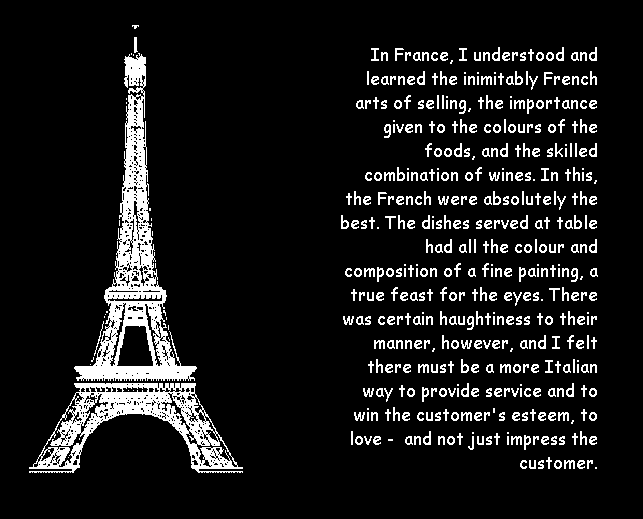 In France, I understood and
learned the inimitably French
arts of selling, the importance
given to the colours of the
foods, and the skilled
combination of wines. In this,
the French were absolutely the
best. The dishes served at table
had all the colour and
composition of a fine painting, a
true feast for the eyes. There
was certain haughtiness to their
manner, however, and I felt
there must be a more Italian
way to provide service and to
win the customer's esteem, to
love -  and not just impress the
customer.